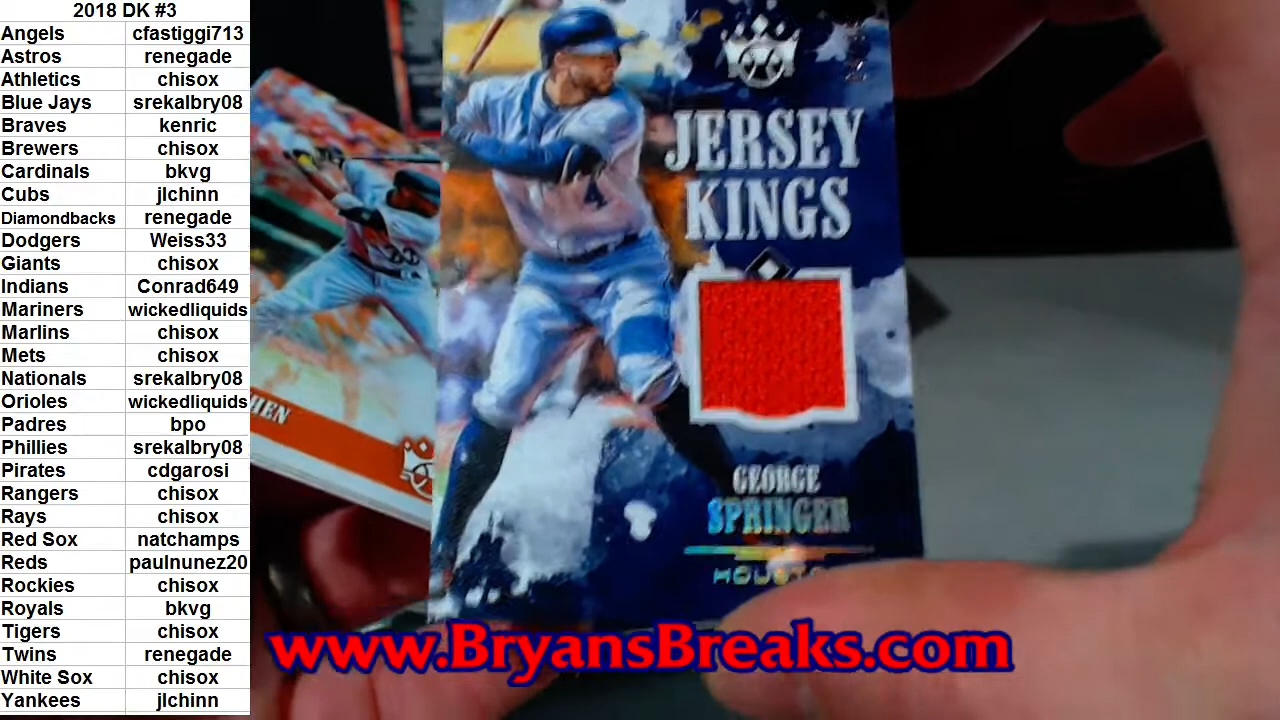 2018 DK #3
Angels cfastiggi713
Astros renegade
Athletics chisox
Blue Jays srekalbry08
Braves kenric
Brewers chisox
Cardinals bkvg
Cubs jlchinn
Diamondbacks renegade
Dodgers Weiss33
Giants chisox
Indians Conrad649
Mariners wickedliquids
Marlins chisox
Mets chisox
Nationals srekalbry08
Orioles wickedliquids
Padres bpo
Phillies srekalbry08
Pirates cdgarosi
Rangers chisox
Rays chisox
Red Sox natchamps
Reds paulnunez20
Rockies chisox
Royals bkvg
Tigers chisox
Twins renegade
White Sox chisox
Yankees jlchinn
JERSEY
KINGS
4
GEORGE
SPRINGER
www.BryansBreaks.com